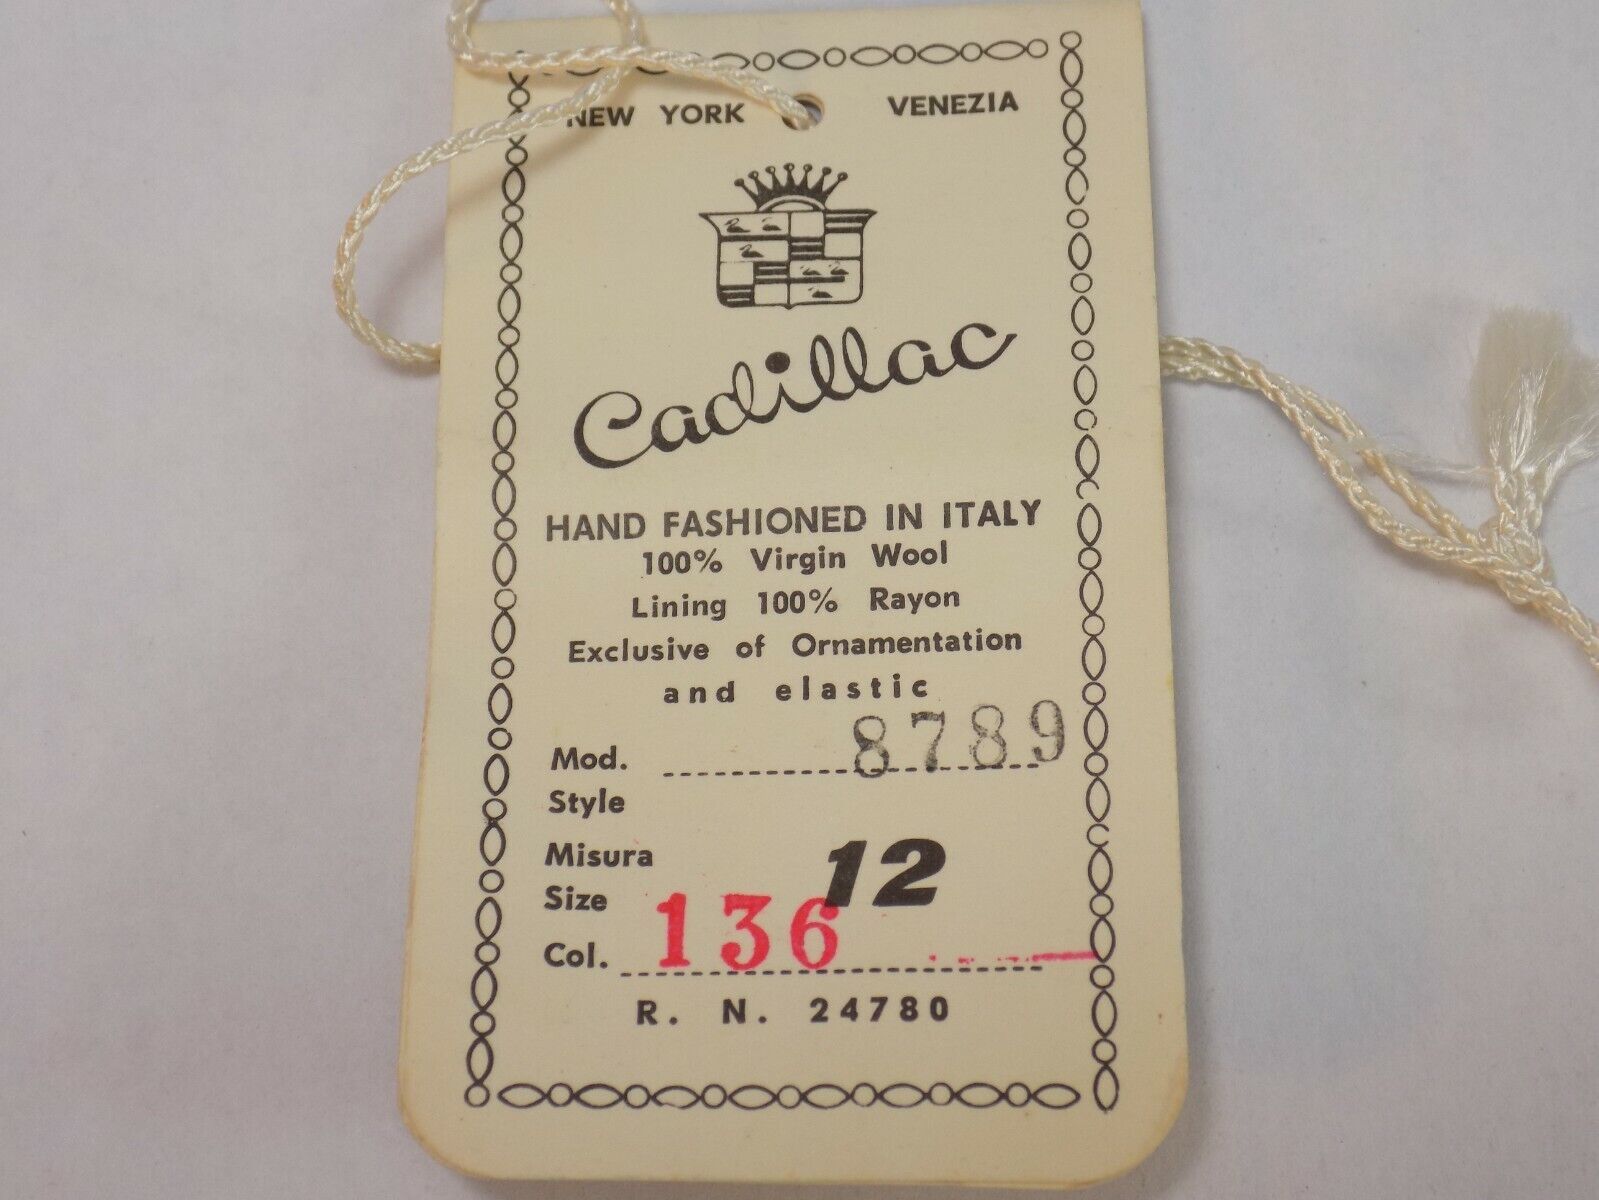 NEW YORK VENEZIA
Cadillac
HAND FASHIONED IN ITALY
100% Virgin Wool
Lining 100% Rayon
Exclusive of Ornamentation
and elastic
Mod. 8789
Style
Misura 12
Size
Col. 136
R. N. 24780